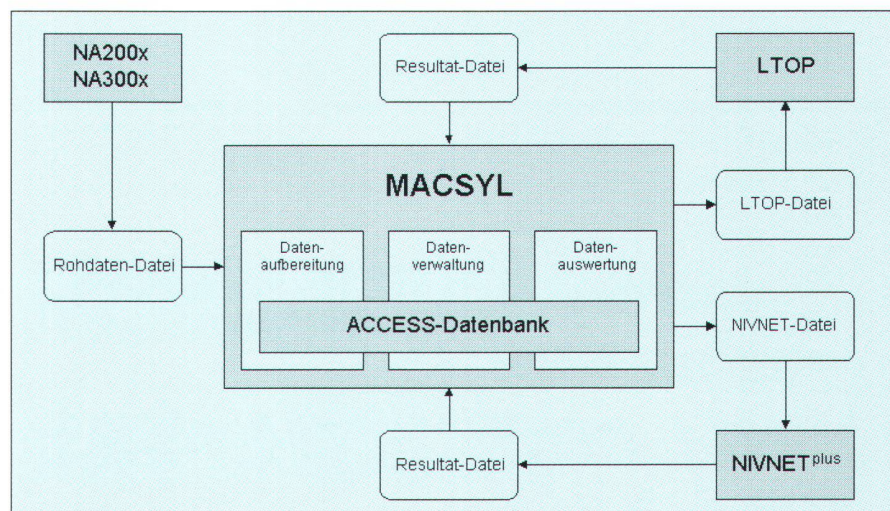 NA200x
NA300x
Resultat-Datei
LTOP
MACSYL
LTOP-Datei
Rohdaten-Datei
Daten-
aufbereitung
Daten-
verwaltung
Daten-
auswertung
ACCESS-Datenbank
NIVNET-Datei
Resultat-Datei
NIVNETplus